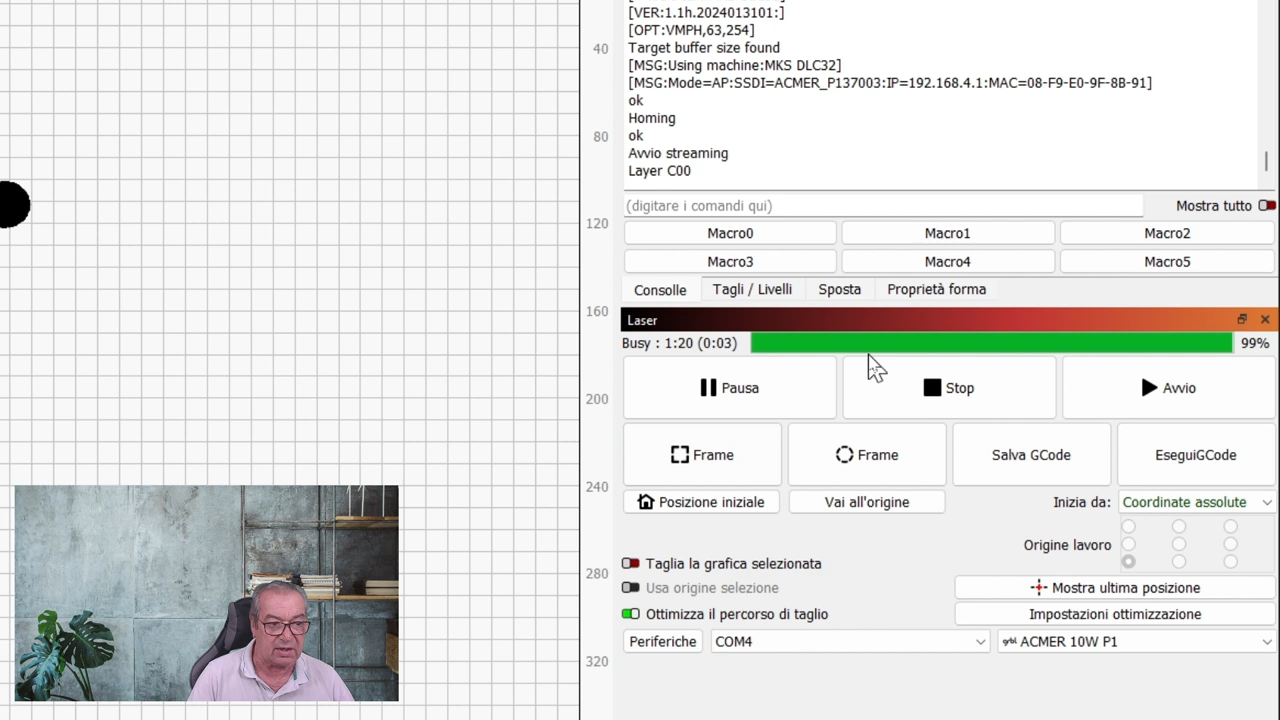 [VER:1.1h.2024013101:]
[OPT:VMPH,63,254]
40
Target buffer size found
[MSG:Using machine:MKS DLC32]
[MSG:Mode=AP:SSDI=ACMER_P137003:IP=192.168.4.1:MAC=08-F9-E0-9F-8B-91]
ok
Homing
80
ok
Avvio streaming
Layer C00
(digitare i comandi qui)
Mostra tutto
120
Macro0
Macro1
Macro2
Macro3
Macro4
Macro5
Consolle
Tagli / Livelli
Sposta
Proprietà forma
160
Laser
Busy : 1:20 (0:03)
99%
Pausa
Stop
Avvio
200
Frame
Frame
Salva GCode
EseguiGCode
240
Posizione iniziale
Vai all'origine
Inizia da:
Coordinate assolute
Origine lavoro
280
Taglia la grafica selezionata
Usa origine selezione
Mostra ultima posizione
Ottimizza il percorso di taglio
Impostazioni ottimizzazione
Periferiche
COM4
grbl
ACMER 10W P1
320